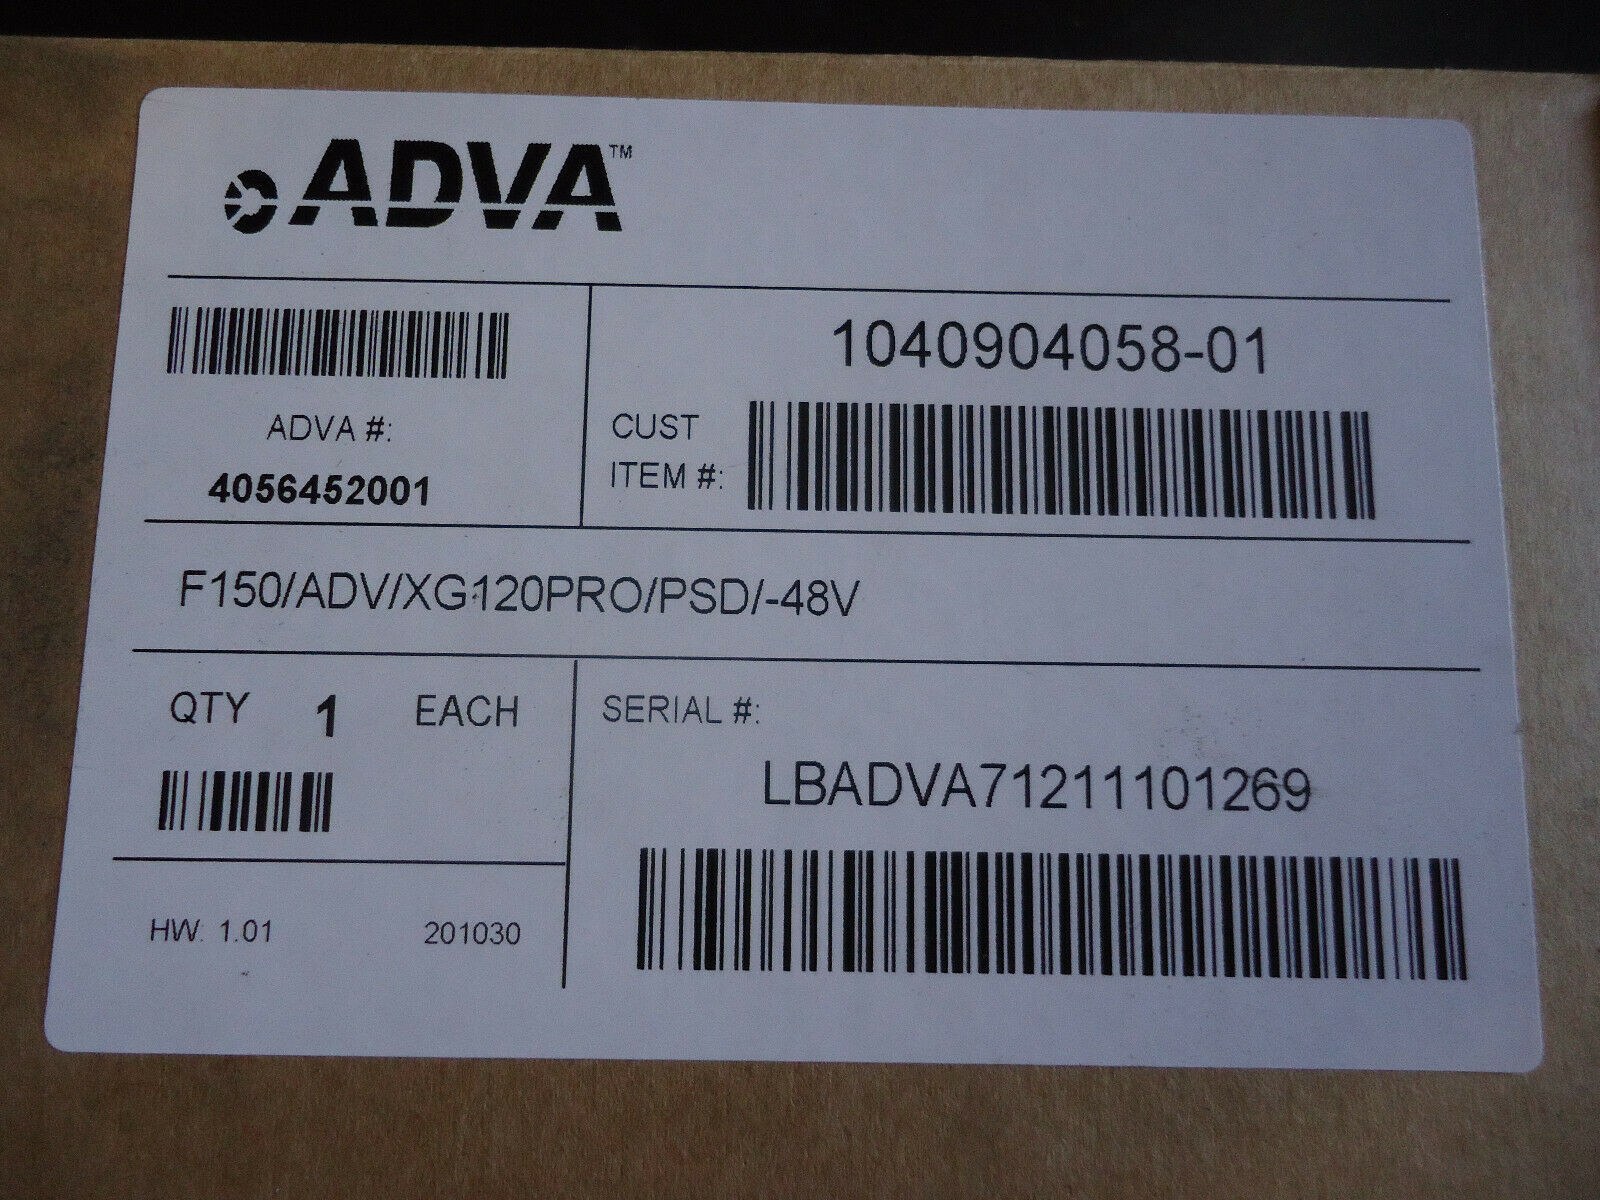 ADVA™
ADVA #:
4056452001
1040904058-01
CUST
ITEM #:
F150/ADV/XG120PRO/PSD/-48V
QTY 1 EACH
SERIAL #:
LBADVA71211101269
HW. 1.01 201030